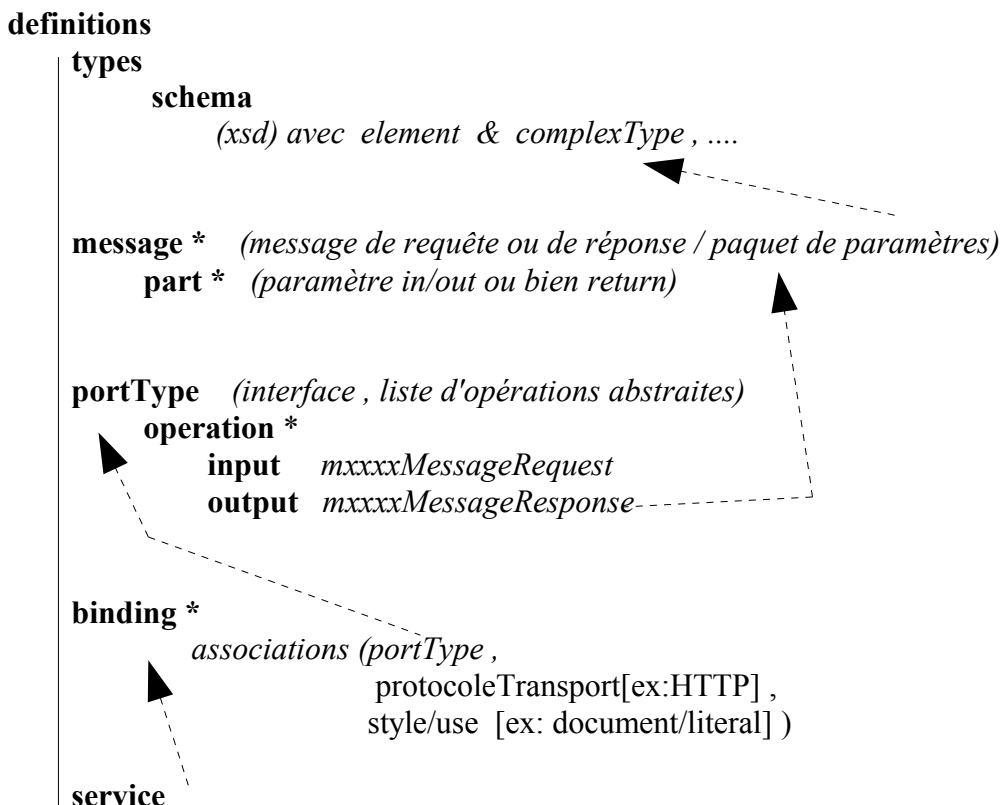 definitions
types
schema
(xsd) avec element & complexType , ....
message * (message de requête ou de réponse / paquet de paramètres)
part * (paramètre in/out ou bien return)
portType (interface , liste d'opérations abstraites)
operation *
input mxxxxMessageRequest
output mxxxxMessageResponse
binding *
associations (portType ,
protocoleTransport[ex:HTTP] ,
style/use [ex: document/literal] )
service